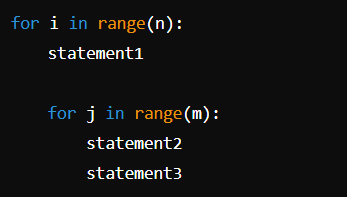 for i in range(n):
    statement1

    for j in range(m):
        statement2
        statement3